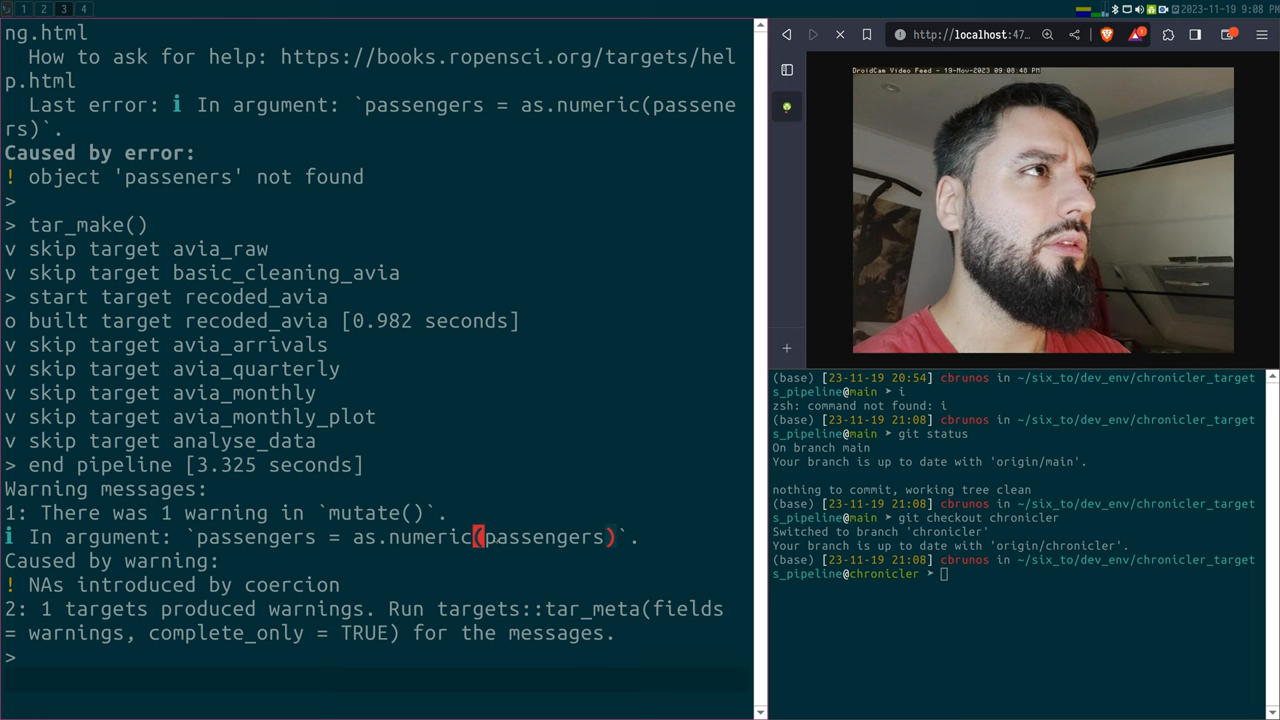 1 2 3 4
2023-11-19 9:08 PM
ng.html
How to ask for help: https://books.ropensci.org/targets/hel
p.html
Last error: ℹ In argument: `passengers = as.numeric(passene
rs)`.
Caused by error:
! object 'passeners' not found
>
> tar_make()
v skip target avia_raw
v skip target basic_cleaning_avia
> start target recoded_avia
o built target recoded_avia [0.982 seconds]
v skip target avia_arrivals
v skip target avia_quarterly
v skip target avia_monthly
v skip target avia_monthly_plot
v skip target analyse_data
> end pipeline [3.325 seconds]
Warning messages:
1: There was 1 warning in `mutate()`.
ℹ In argument: `passengers = as.numeric(passengers)`.
Caused by warning:
! NAs introduced by coercion
2: 1 targets produced warnings. Run targets::tar_meta(fields
= warnings, complete_only = TRUE) for the messages.
>
http://localhost:47...
1
DroidCam Video Feed - 19-Nov-2023 09:08:48 PM
(base) [23-11-19 20:54] cbrunos in ~/six_to/dev_env/chronicler_target
s_pipeline@main ➤ i
zsh: command not found: i
(base) [23-11-19 21:08] cbrunos in ~/six_to/dev_env/chronicler_target
s_pipeline@main ➤ git status
On branch main
Your branch is up to date with 'origin/main'.
nothing to commit, working tree clean
(base) [23-11-19 21:08] cbrunos in ~/six_to/dev_env/chronicler_target
s_pipeline@main ➤ git checkout chronicler
Switched to branch 'chronicler'
Your branch is up to date with 'origin/chronicler'.
(base) [23-11-19 21:08] cbrunos in ~/six_to/dev_env/chronicler_target
s_pipeline@chronicler ➤